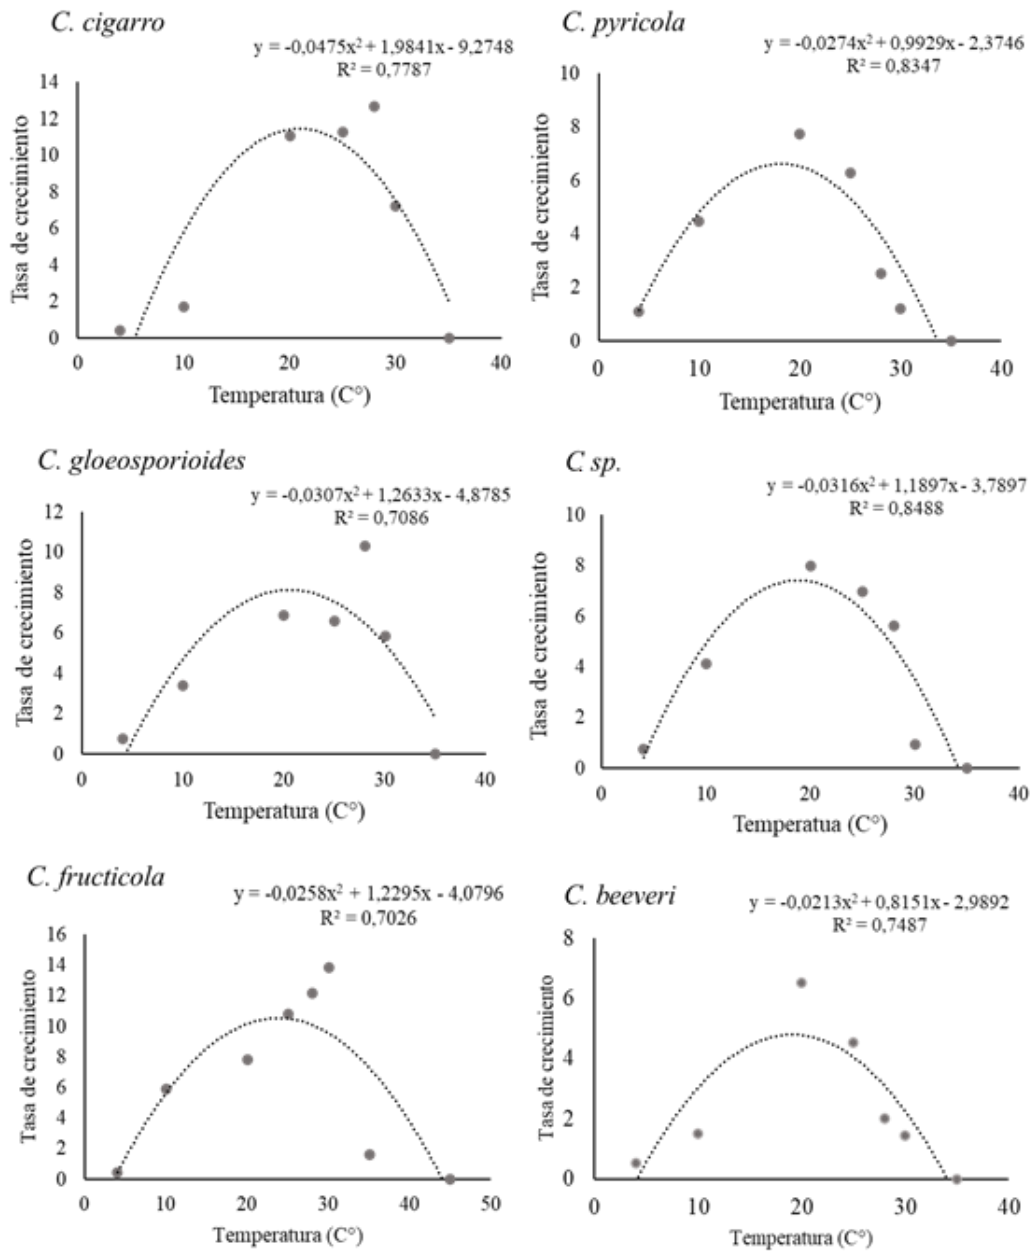 C. cigarro
y = -0,0475x² + 1,9841x - 9,2748
R² = 0,7787
14
12
10
8
6
4
2
0
Tasa de crecimiento
0 10 20 30 40
Temperatura (C°)
C. pyricola
y = -0,0274x² + 0,9929x - 2,3746
R² = 0,8347
10
8
6
4
2
0
Tasa de crecimiento
0 10 20 30 40
Temperatura (C°)
C. gloeosporioides
y = -0,0307x² + 1,2633x - 4,8785
R² = 0,7086
12
10
8
6
4
2
0
Tasa de crecimiento
0 10 20 30 40
Temperatura (C°)
C sp.
y = -0,0316x² + 1,1897x - 3,7897
R² = 0,8488
10
8
6
4
2
0
Tasa de crecimiento
0 10 20 30 40
Temperatua (C°)
C. fructicola
y = -0,0258x² + 1,2295x - 4,0796
R² = 0,7026
16
14
12
10
8
6
4
2
0
Tasa de crecimiento
0 10 20 30 40 50
Temperatura (C°)
C. beeveri
y = -0,0213x² + 0,8151x - 2,9892
R² = 0,7487
8
6
4
2
0
Tasa de crecimiento
0 10 20 30 40
Temperatura (C°)